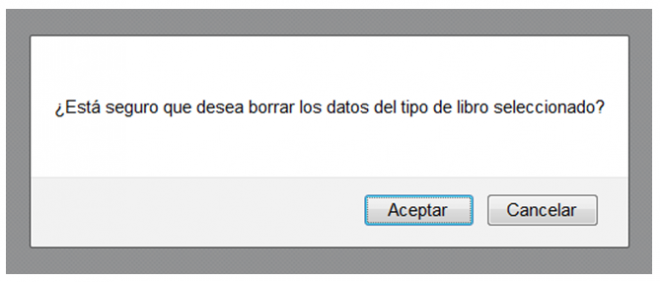 ¿Está seguro que desea borrar los datos del tipo de libro seleccionado?
Aceptar Cancelar